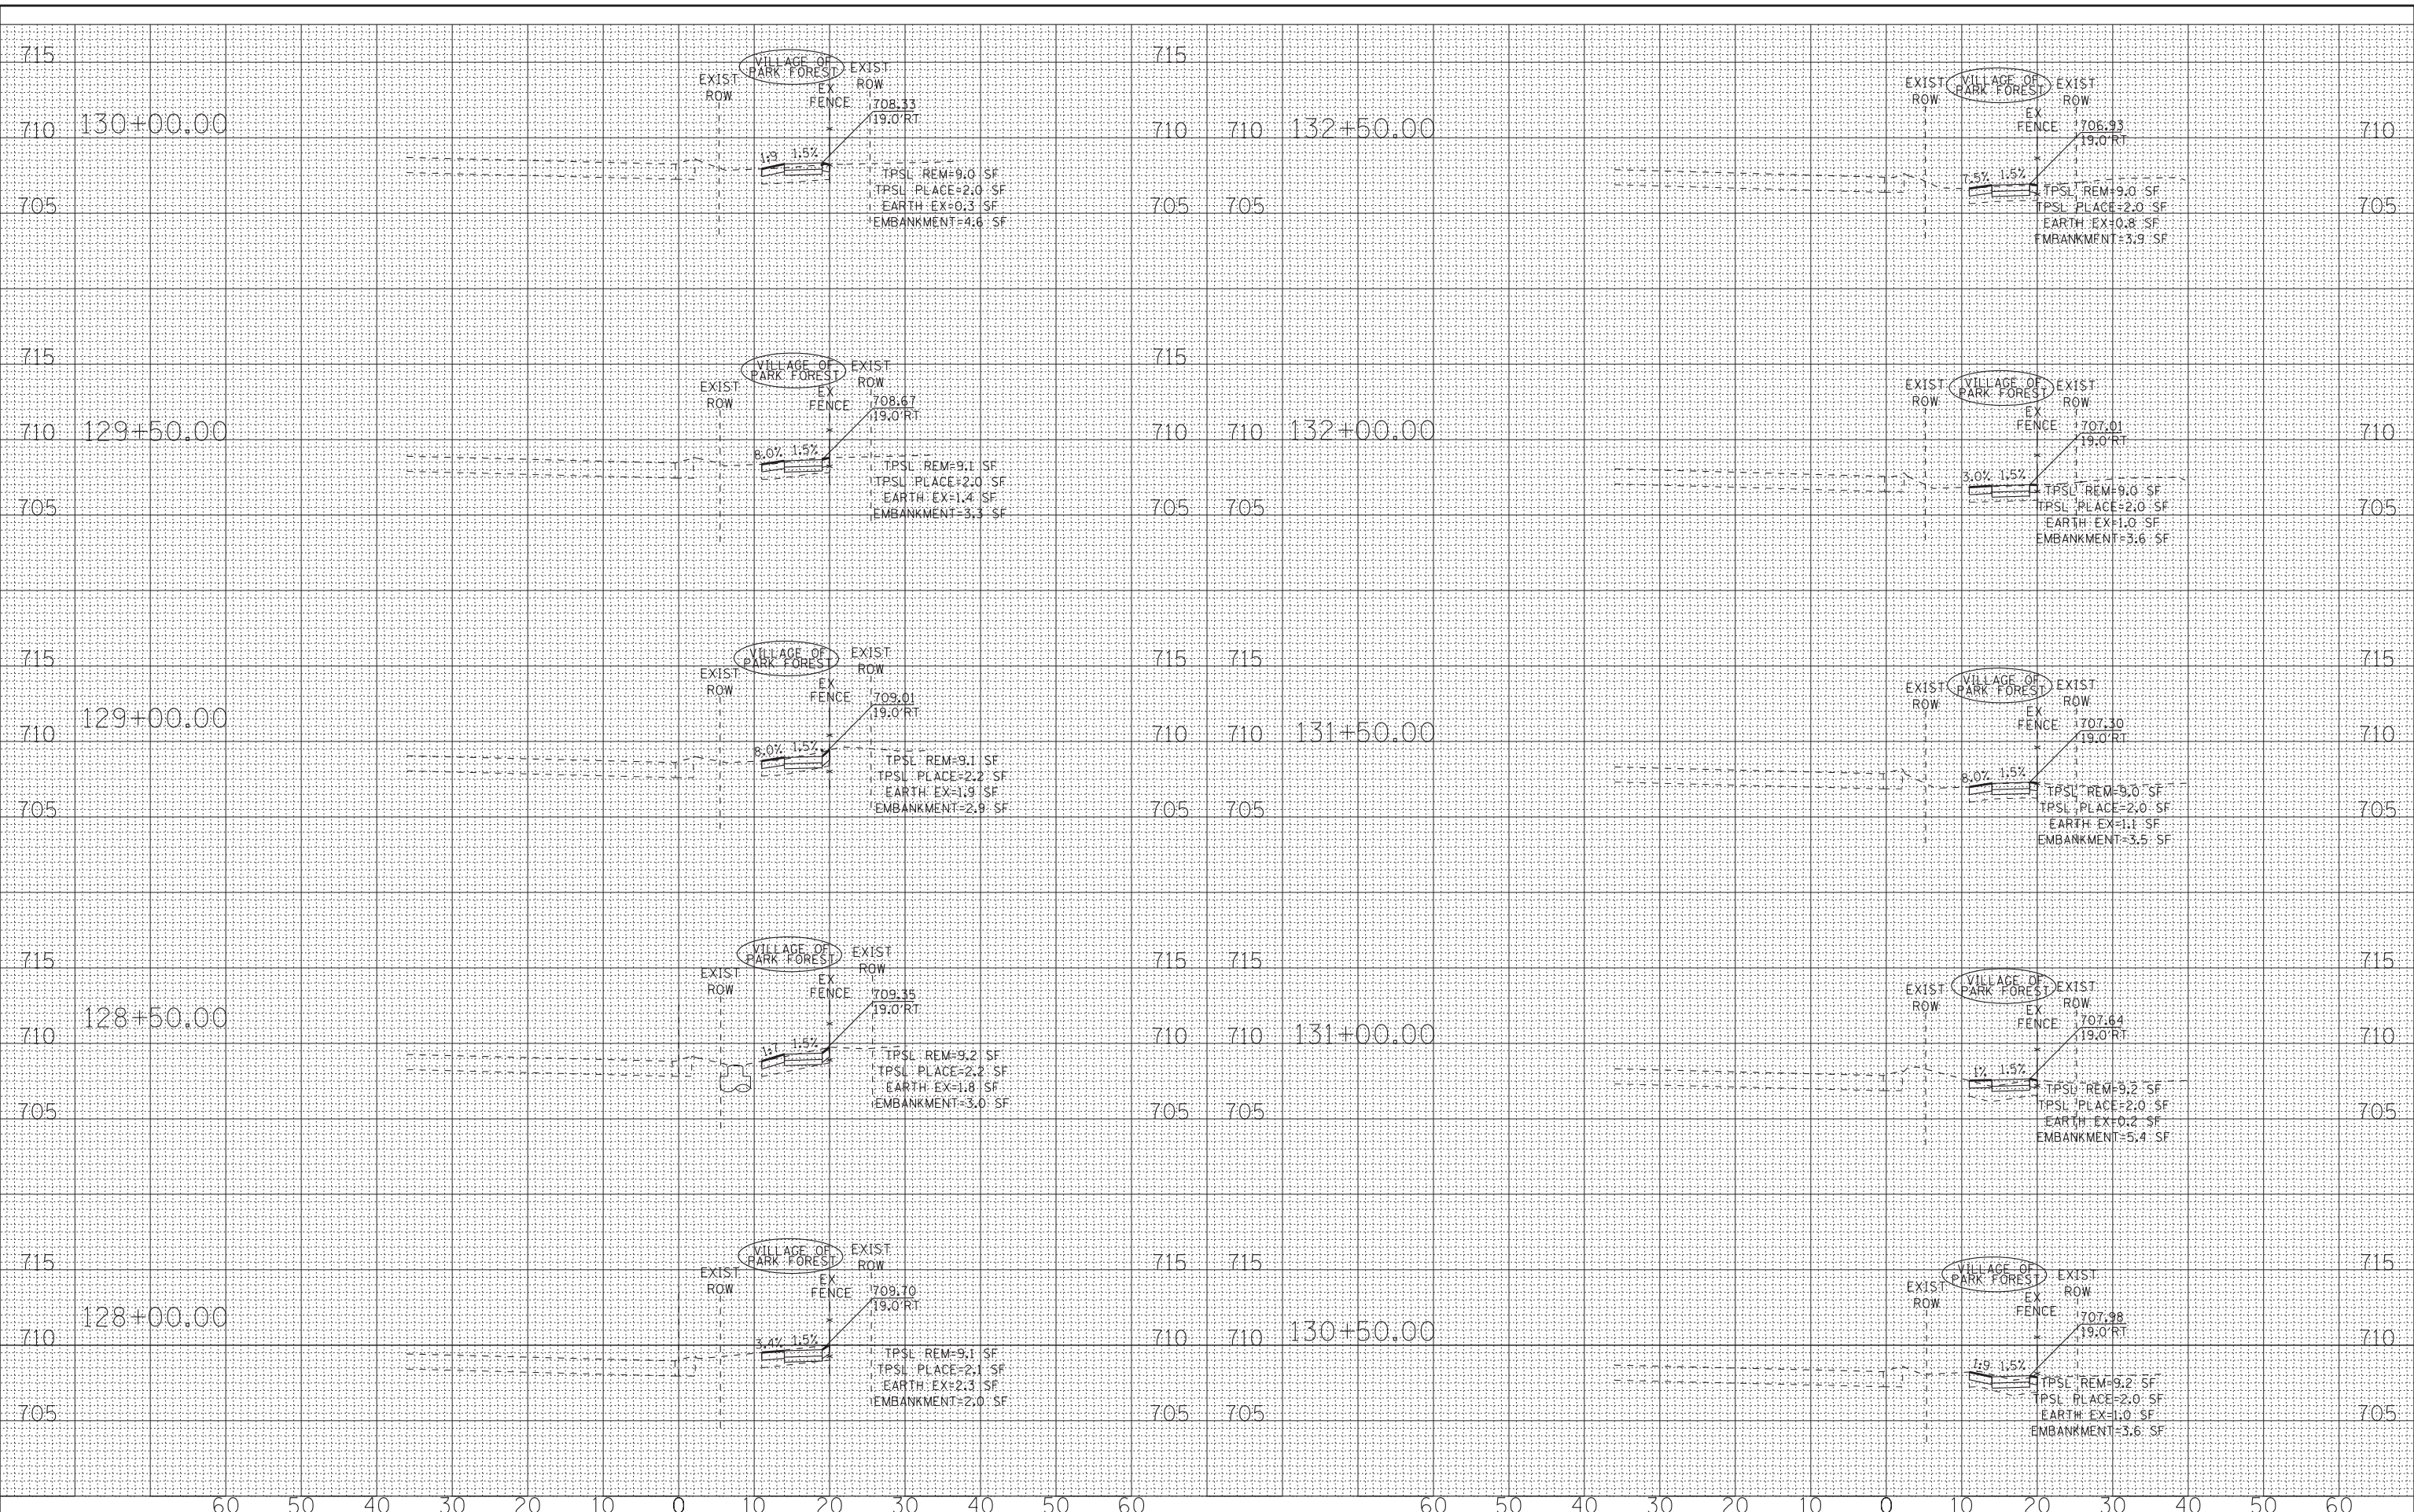 715
VILLAGE OF
PARK FOREST
EXIST
ROW
EXIST
ROW
EX
FENCE
708.33
19.0'RT
130+00.00
710
710
1:9 1.5%
TPSL REM=9.0 SF
TPSL PLACE=2.0 SF
EARTH EX=0.3 SF
EMBANKMENT=4.6 SF
705
705
715
715
VILLAGE OF
PARK FOREST
EXIST
ROW
EXIST
ROW
EX
FENCE
708.67
19.0'RT
129+50.00
710
710
8.0% 1.5%
TPSL REM=9.1 SF
TPSL PLACE=2.0 SF
EARTH EX=1.4 SF
EMBANKMENT=3.3 SF
705
705
715
715
VILLAGE OF
PARK FOREST
EXIST
ROW
EXIST
ROW
EX
FENCE
709.01
19.0'RT
129+00.00
710
710
8.0% 1.5%
TPSL REM=9.1 SF
TPSL PLACE=2.2 SF
EARTH EX=1.9 SF
EMBANKMENT=2.9 SF
705
705
715
715
VILLAGE OF
PARK FOREST
EXIST
ROW
EXIST
ROW
EX
FENCE
709.35
19.0'RT
128+50.00
710
710
1:7 1.5%
TPSL REM=9.2 SF
TPSL PLACE=2.2 SF
EARTH EX=1.8 SF
EMBANKMENT=3.0 SF
705
705
715
715
VILLAGE OF
PARK FOREST
EXIST
ROW
EXIST
ROW
EX
FENCE
709.70
19.0'RT
128+00.00
710
710
3.4% 1.5%
TPSL REM=9.1 SF
TPSL PLACE=2.1 SF
EARTH EX=2.3 SF
EMBANKMENT=2.0 SF
705
705
715
60 50 40 30 20 10 0 10 20 30 40 50 60
VILLAGE OF
PARK FOREST
EXIST
ROW
EXIST
ROW
EX
FENCE
706.93
19.0'RT
710
132+50.00
710
7.5% 1.5%
TPSL REM=9.0 SF
TPSL PLACE=2.0 SF
EARTH EX=0.8 SF
EMBANKMENT=3.9 SF
705
705
VILLAGE OF
PARK FOREST
EXIST
ROW
EXIST
ROW
EX
FENCE
707.01
19.0'RT
710
132+00.00
710
3.0% 1.5%
TPSL REM=9.0 SF
TPSL PLACE=2.0 SF
EARTH EX=1.0 SF
EMBANKMENT=3.6 SF
705
705
715
715
VILLAGE OF
PARK FOREST
EXIST
ROW
EXIST
ROW
EX
FENCE
707.30
19.0'RT
710
131+50.00
710
8.0% 1.5%
TPSL REM=9.0 SF
TPSL PLACE=2.0 SF
EARTH EX=1.1 SF
EMBANKMENT=3.5 SF
705
705
715
715
VILLAGE OF
PARK FOREST
EXIST
ROW
EXIST
ROW
EX
FENCE
707.64
19.0'RT
710
131+00.00
710
1% 1.5%
TPSL REM=9.2 SF
TPSL PLACE=2.0 SF
EARTH EX=0.2 SF
EMBANKMENT=5.4 SF
705
705
715
715
VILLAGE OF
PARK FOREST
EXIST
ROW
EXIST
ROW
EX
FENCE
707.98
19.0'RT
710
130+50.00
710
1:9 1.5%
TPSL REM=9.2 SF
TPSL PLACE=2.0 SF
EARTH EX=1.0 SF
EMBANKMENT=3.6 SF
705
705
60 50 40 30 20 10 0 10 20 30 40 50 60